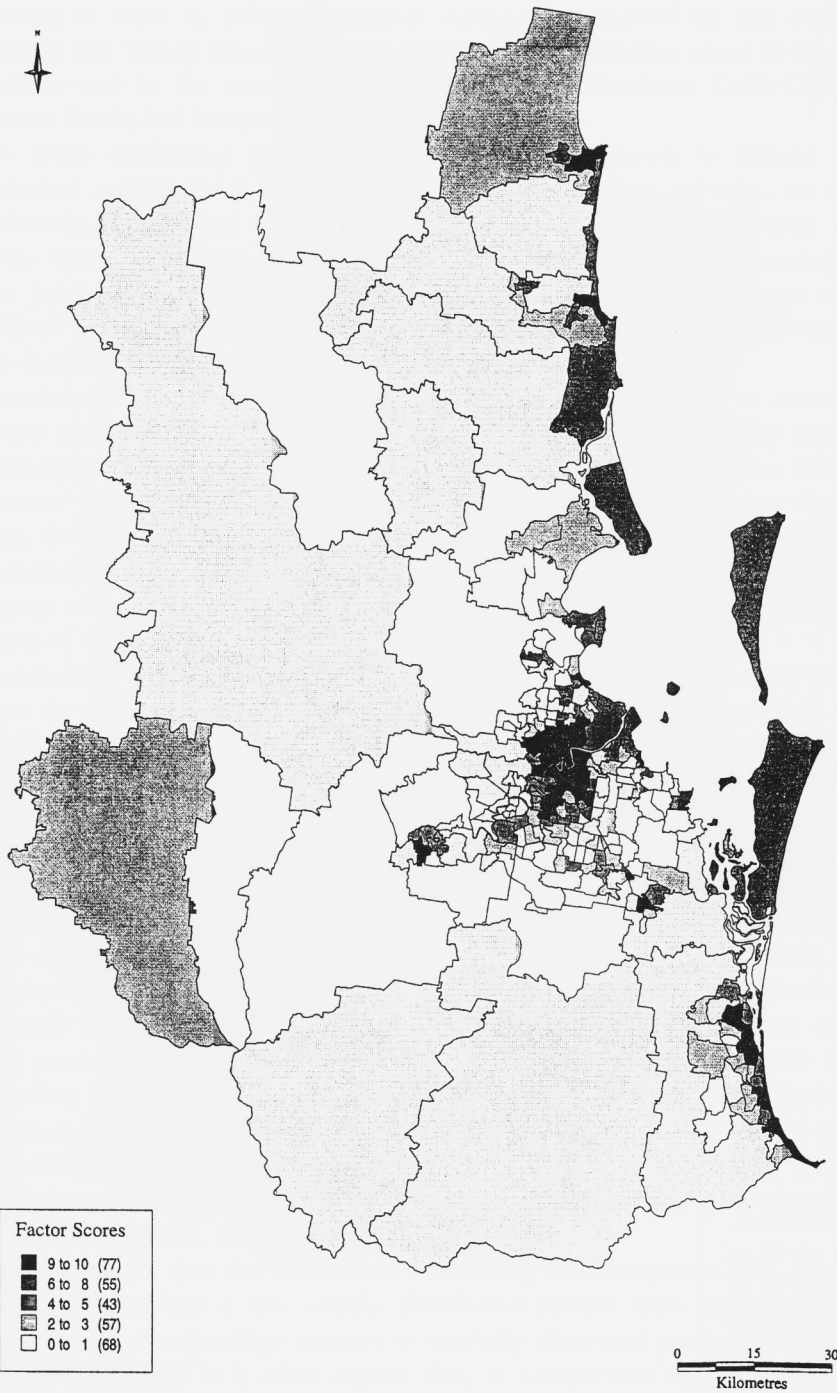 N
Factor Scores
9 to 10 (77)
6 to 8 (55)
4 to 5 (43)
2 to 3 (57)
0 to 1 (68)
0 15 30
Kilometres